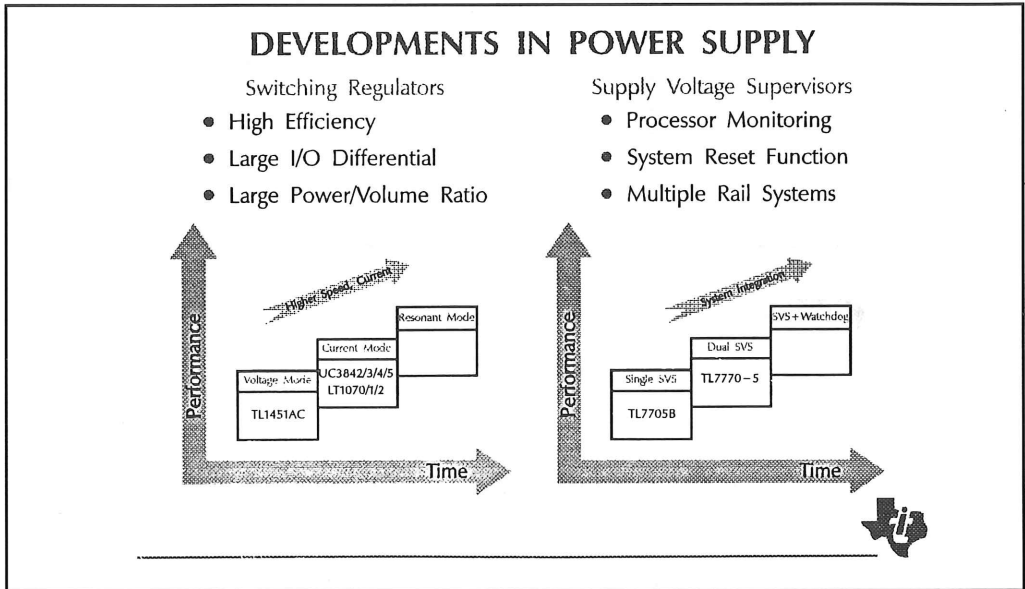 DEVELOPMENTS IN POWER SUPPLY
Switching Regulators
• High Efficiency
• Large I/O Differential
• Large Power/Volume Ratio
Supply Voltage Supervisors
• Processor Monitoring
• System Reset Function
• Multiple Rail Systems
Performance
Higher Speed, Current
Resonant Mode
Current Mode
UC3842/3/4/5
LT1070/1/2
Voltage Mode
TL1451AC
Time
Performance
System Integration
SVS+Watchdog
Dual SVS
TL7770-5
Single SVS
TL7705B
Time